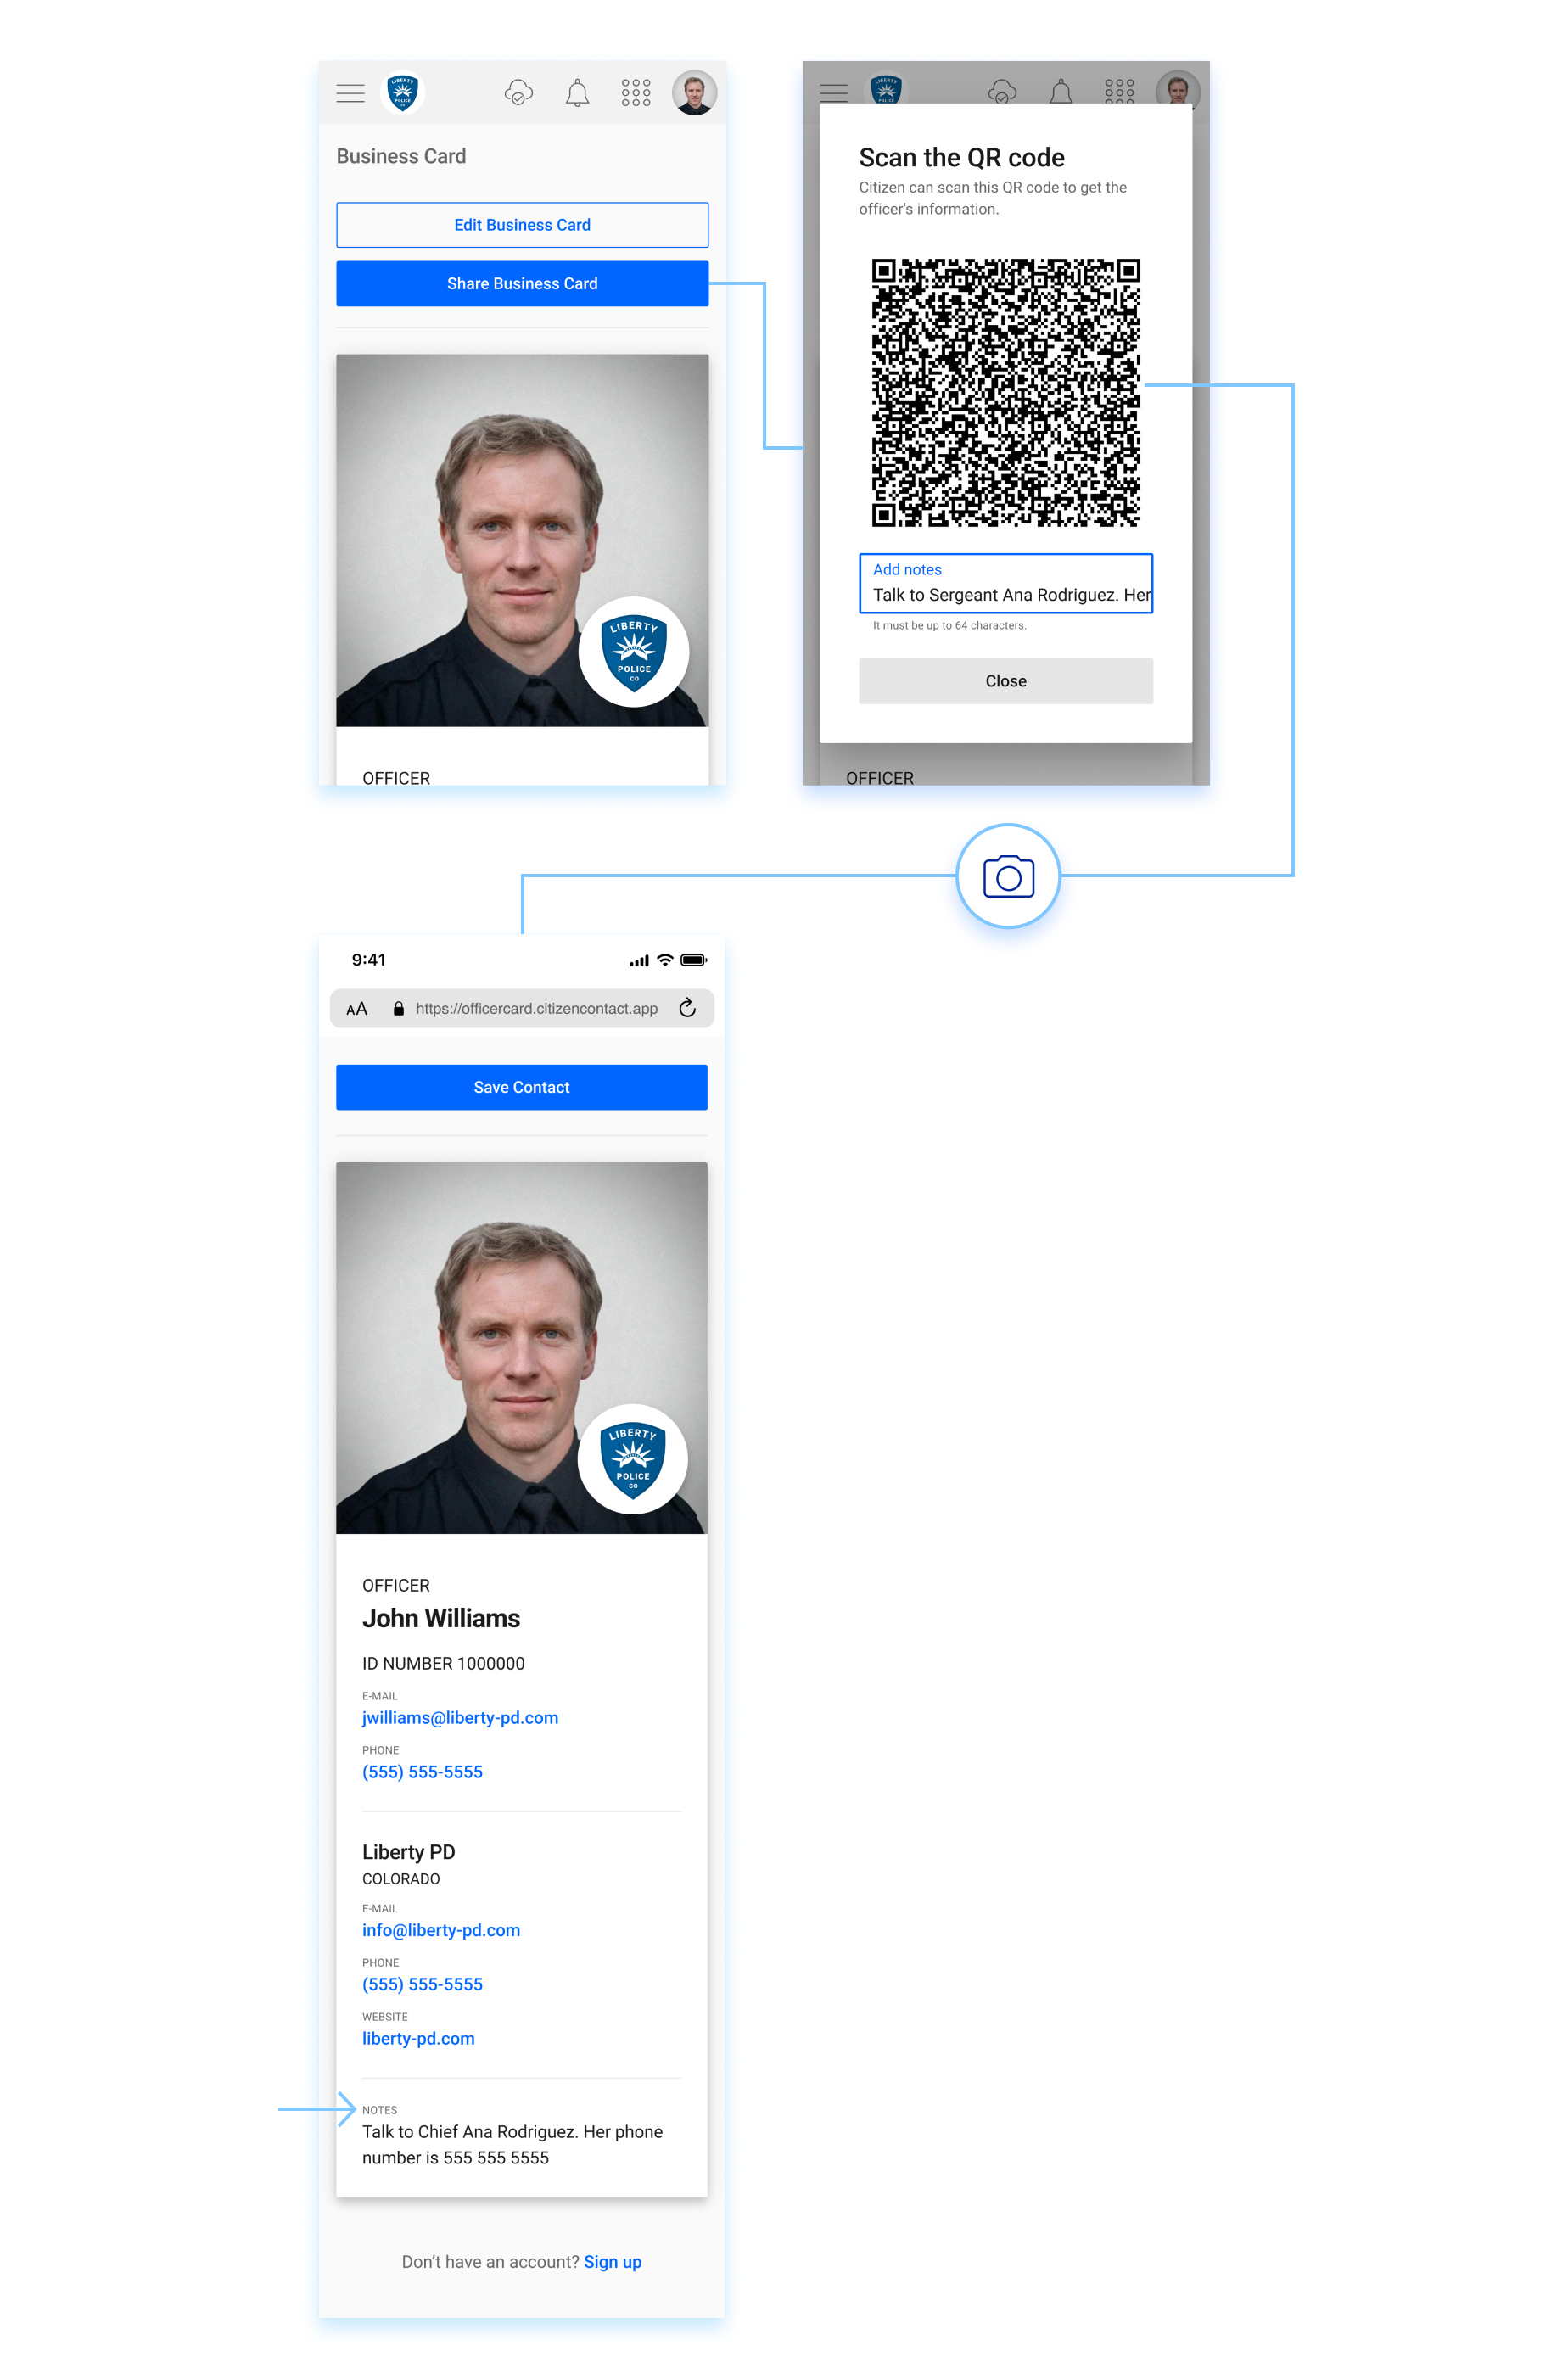 LIBERTY
POLICE
CO
Business Card
Edit Business Card
Share Business Card
LIBERTY
POLICE
CO
OFFICER
LIBERTY
Scan the QR code
Citizen can scan this QR code to get the
officer's information.
Add notes
Talk to Sergeant Ana Rodriguez. Her
It must be up to 64 characters.
Close
OFFICER
9:41
AA https://officercard.citizencontact.app
Save Contact
LIBERTY
POLICE
CO
OFFICER
John Williams
ID NUMBER 1000000
E-MAIL
jwilliams@liberty-pd.com
PHONE
(555) 555-5555
Liberty PD
COLORADO
E-MAIL
info@liberty-pd.com
PHONE
(555) 555-5555
WEBSITE
liberty-pd.com
NOTES
Talk to Chief Ana Rodriguez. Her phone
number is 555 555 5555
Don’t have an account? Sign up